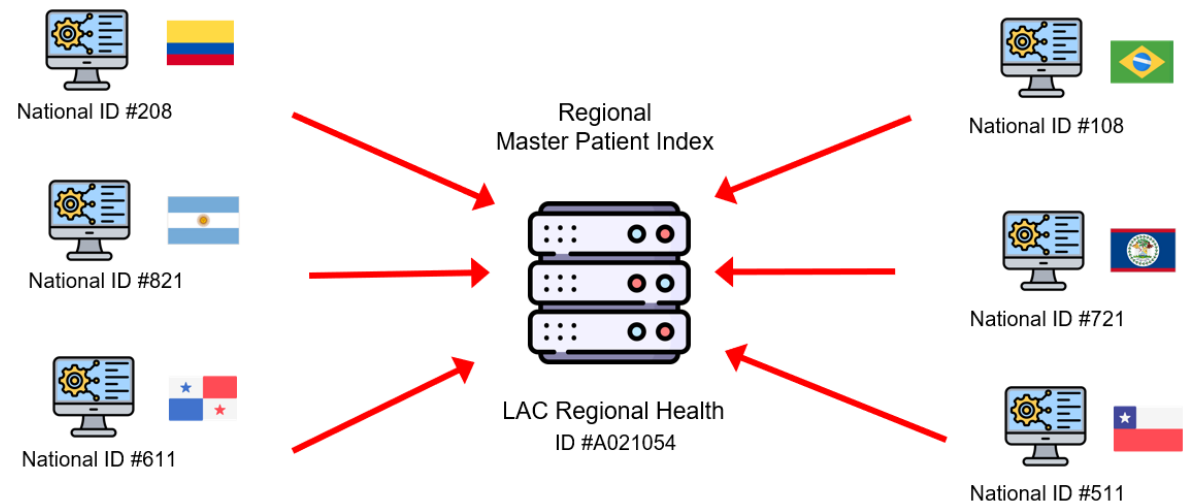 National ID #208
National ID #821
National ID #611
Regional
Master Patient Index
LAC Regional Health
ID #A021054
National ID #108
National ID #721
National ID #511